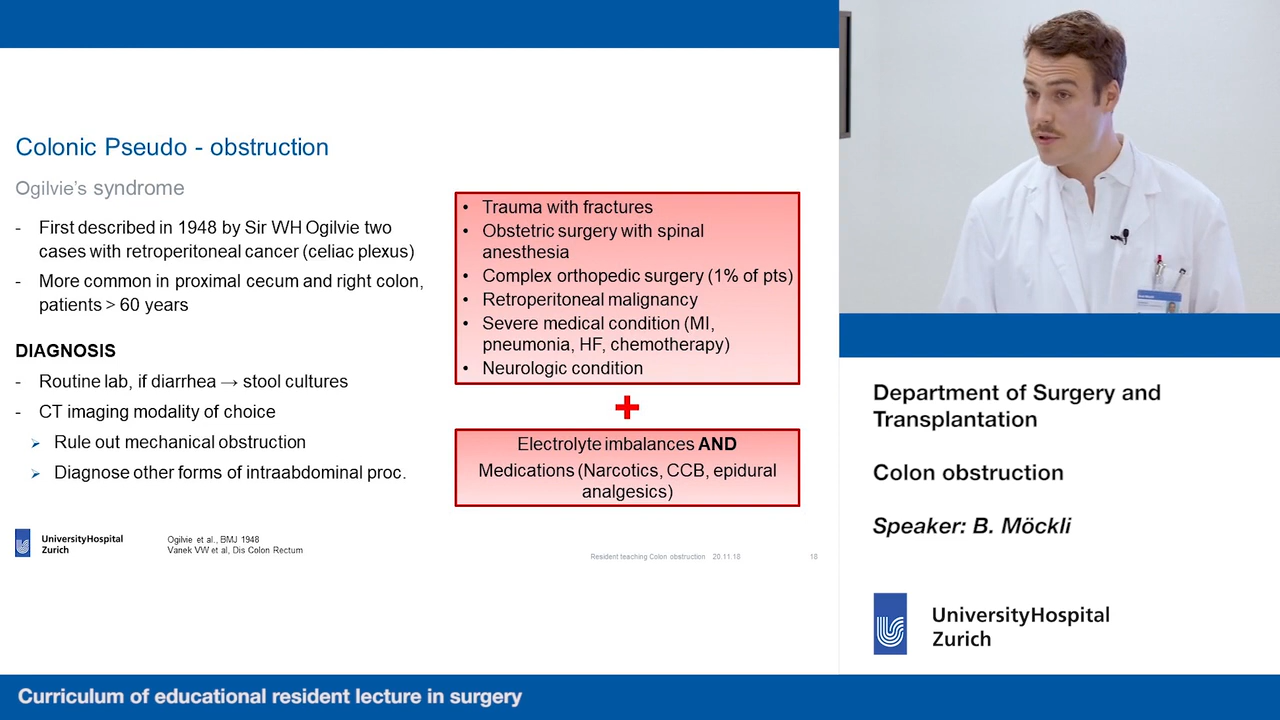 Colonic Pseudo - obstruction
Ogilvie's syndrome
- First described in 1948 by Sir WH Ogilvie two
cases with retroperitoneal cancer (celiac plexus)
- More common in proximal cecum and right colon,
patients > 60 years
DIAGNOSIS
- Routine lab, if diarrhea → stool cultures
- CT imaging modality of choice
➢ Rule out mechanical obstruction
➢ Diagnose other forms of intraabdominal proc.
• Trauma with fractures
• Obstetric surgery with spinal
anesthesia
• Complex orthopedic surgery (1% of pts)
• Retroperitoneal malignancy
• Severe medical condition (MI,
pneumonia, HF, chemotherapy)
• Neurologic condition
+
Electrolyte imbalances AND
Medications (Narcotics, CCB, epidural
analgesics)
UniversityHospital
Zurich
Ogilvie et al., BMJ 1948
Vanek VW et al, Dis Colon Rectum
Resident teaching Colon obstruction 20.11.18 18
Department of Surgery and
Transplantation
Colon obstruction
Speaker: B. Möckli
UniversityHospital
Zurich
Curriculum of educational resident lecture in surgery